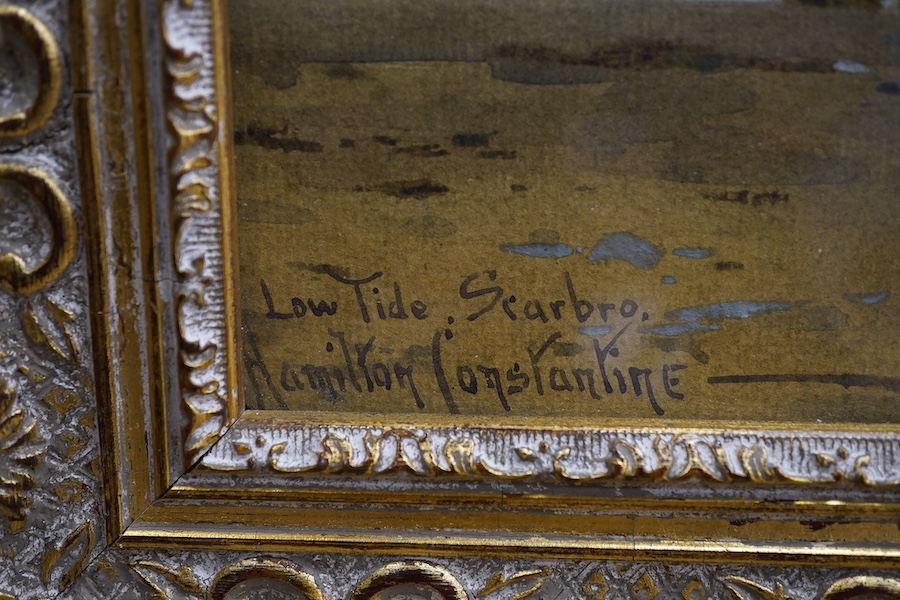 Low Tide. Scarbro.
Hamilton Constantine